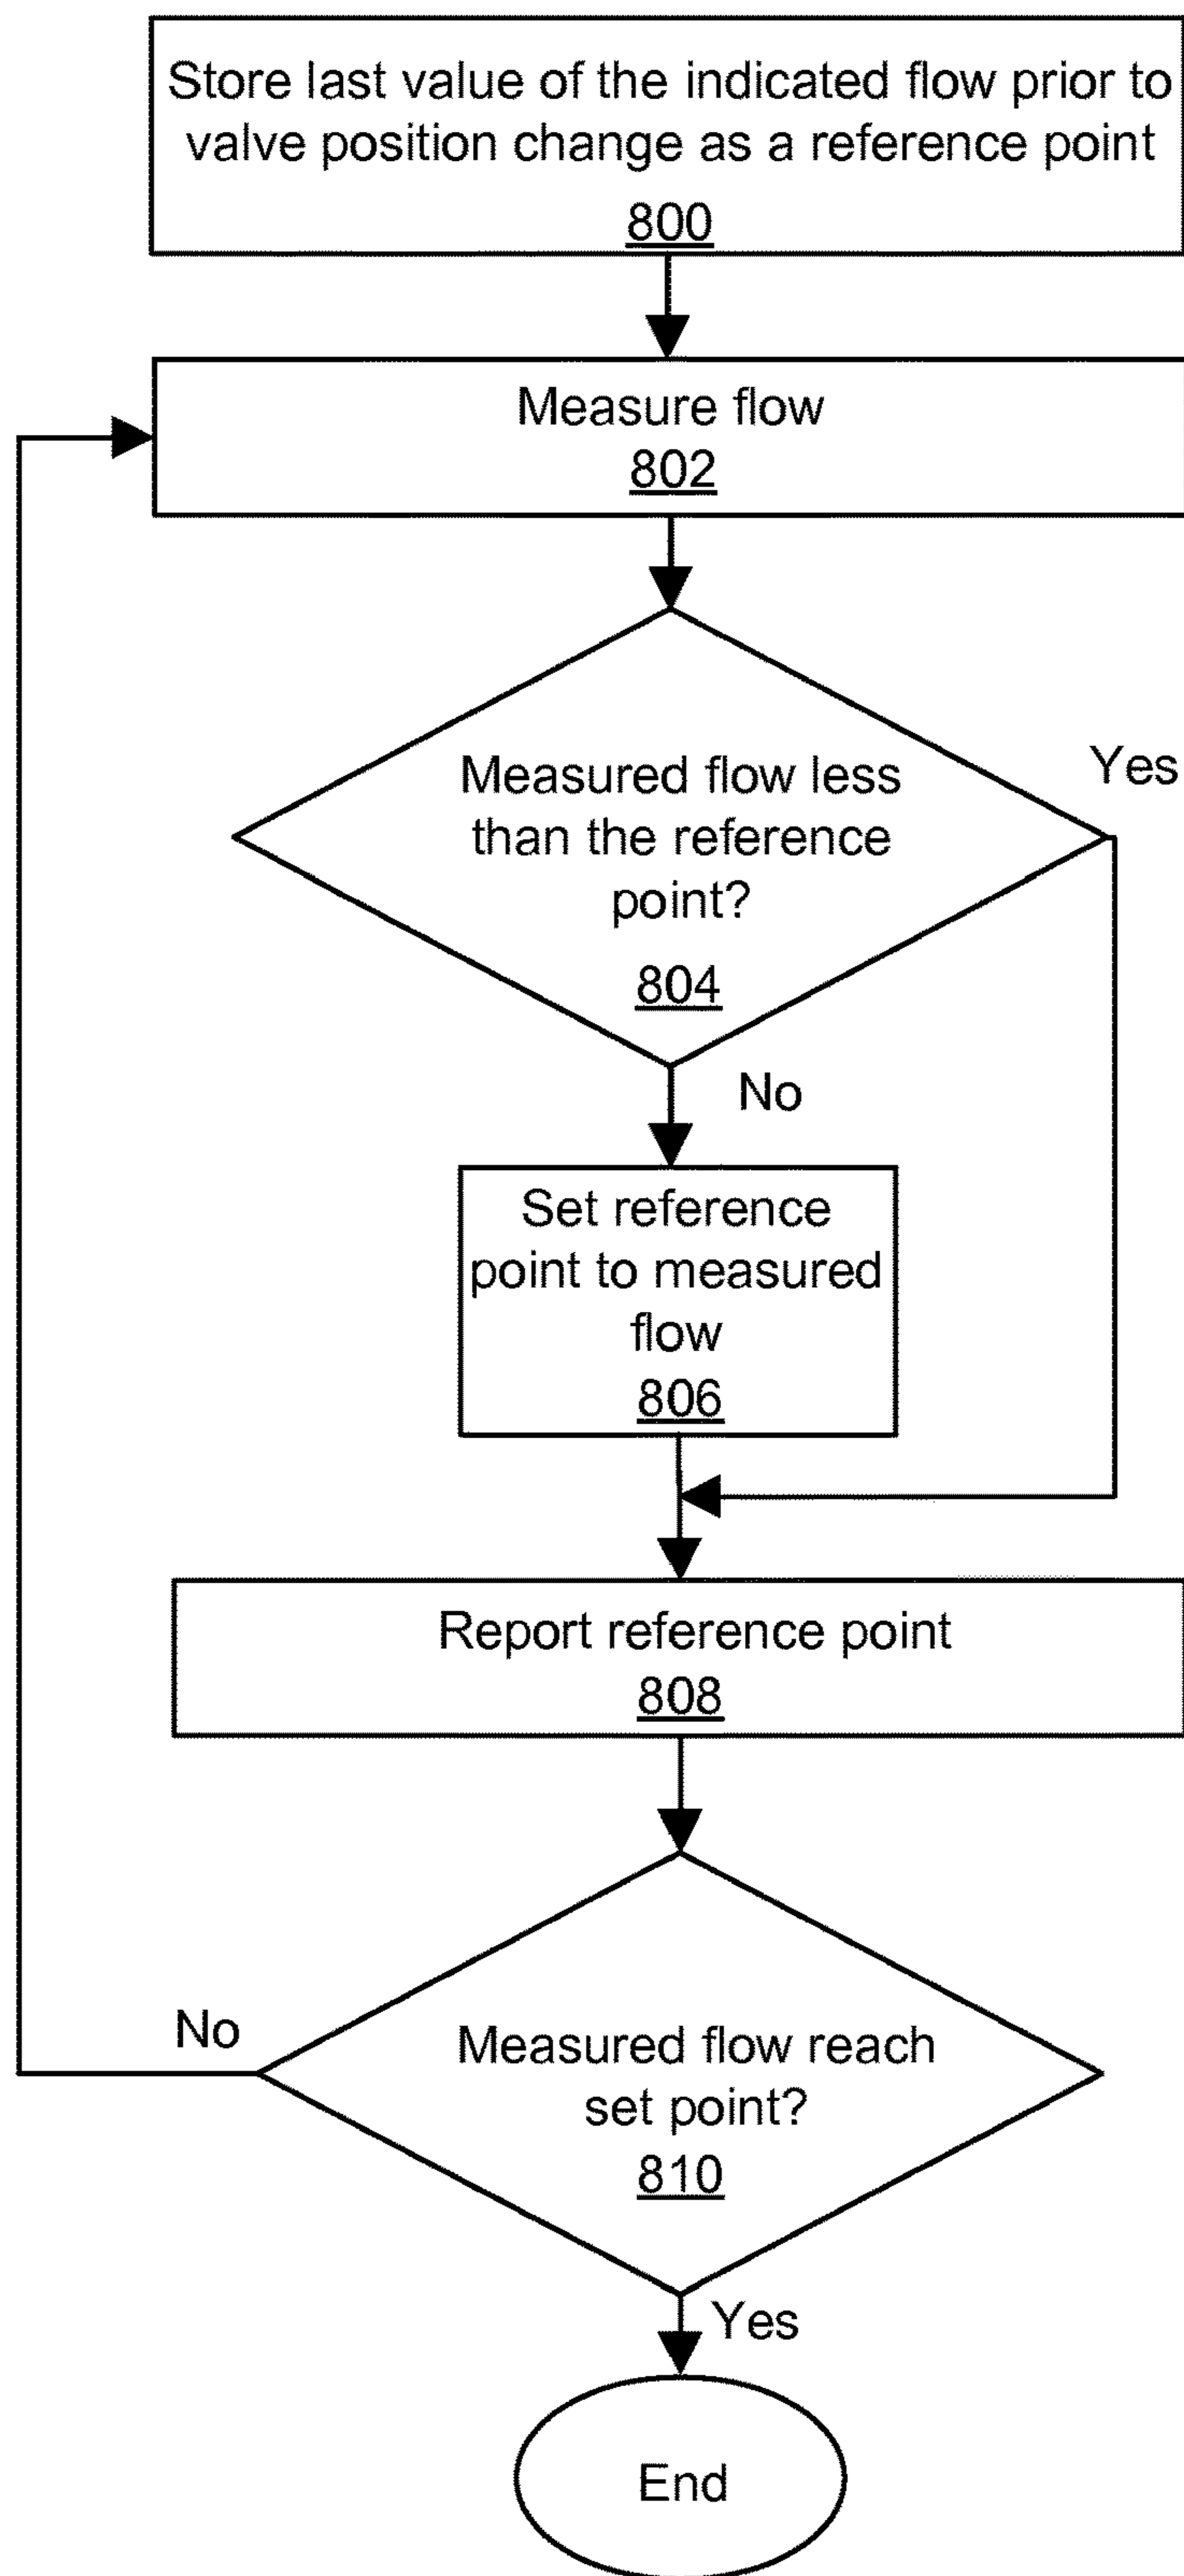 Store last value of the indicated flow prior to
valve position change as a reference point
800
Measure flow
802
Measured flow less
than the reference
point?
804
Yes
No
Set reference
point to measured
flow
806
Report reference point
808
No
Measured flow reach
set point?
810
Yes
End